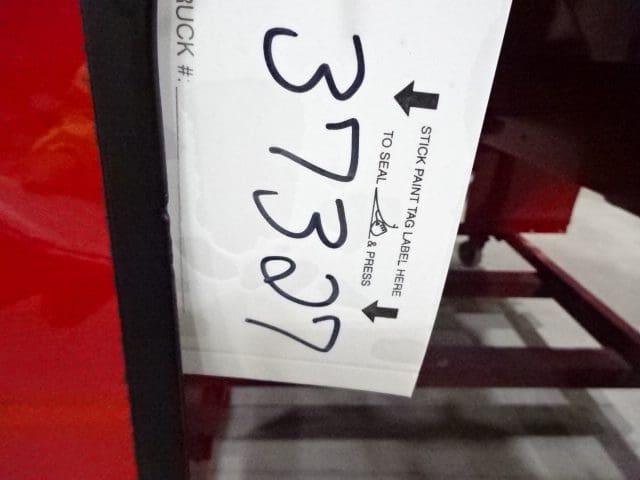 STICK PAINT TAG LABEL HERE
TO SEAL & PRESS
37327
RUCK #: